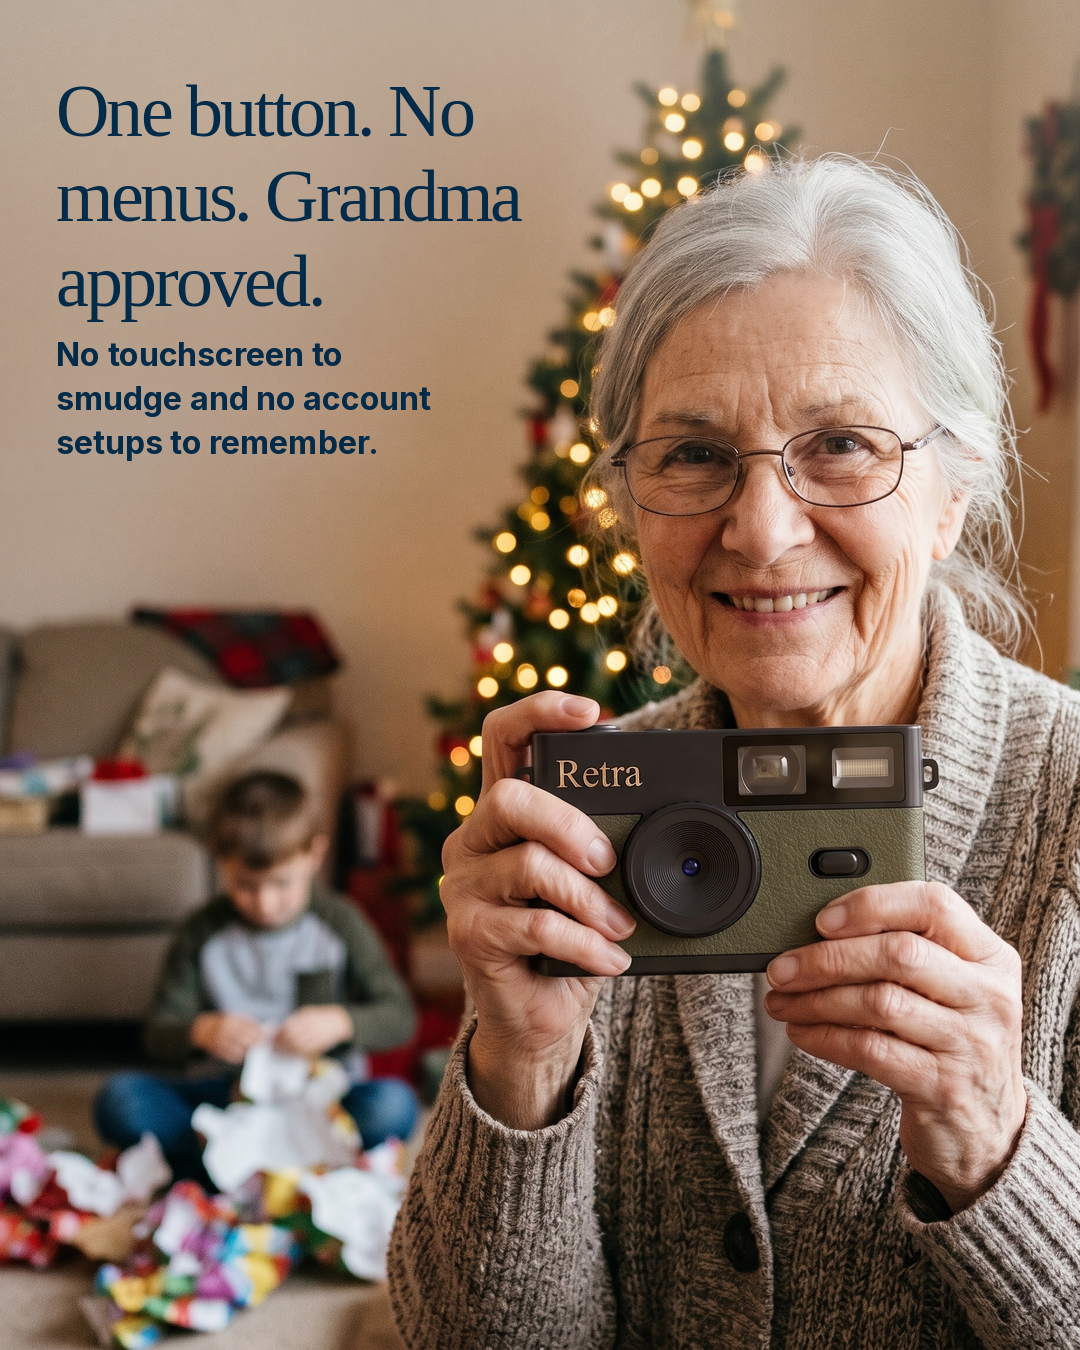 One button. No
menus. Grandma
approved.
No touchscreen to
smudge and no account
setups to remember.
Retra